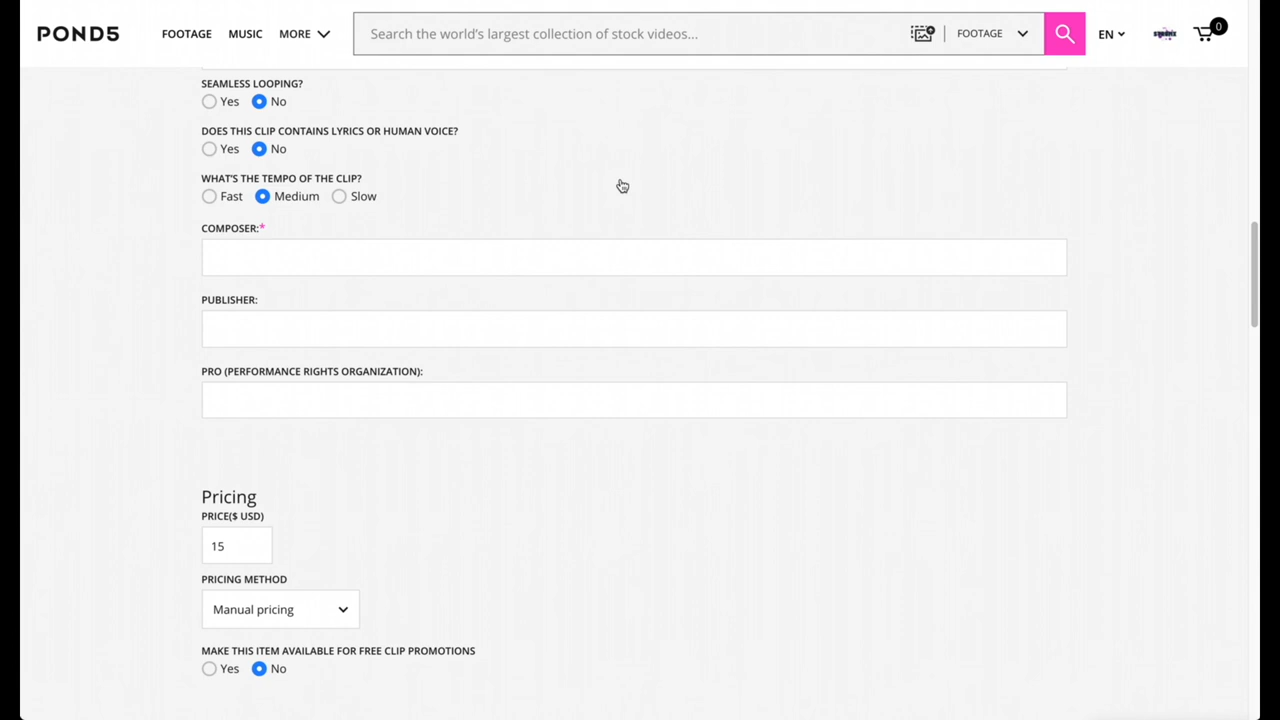 POND5 FOOTAGE MUSIC MORE Search the world's largest collection of stock videos... FOOTAGE EN 0
SEAMLESS LOOPING?
Yes No
DOES THIS CLIP CONTAINS LYRICS OR HUMAN VOICE?
Yes No
WHAT'S THE TEMPO OF THE CLIP?
Fast Medium Slow
COMPOSER:*
PUBLISHER:
PRO (PERFORMANCE RIGHTS ORGANIZATION):
Pricing
PRICE($ USD)
15
PRICING METHOD
Manual pricing
MAKE THIS ITEM AVAILABLE FOR FREE CLIP PROMOTIONS
Yes No